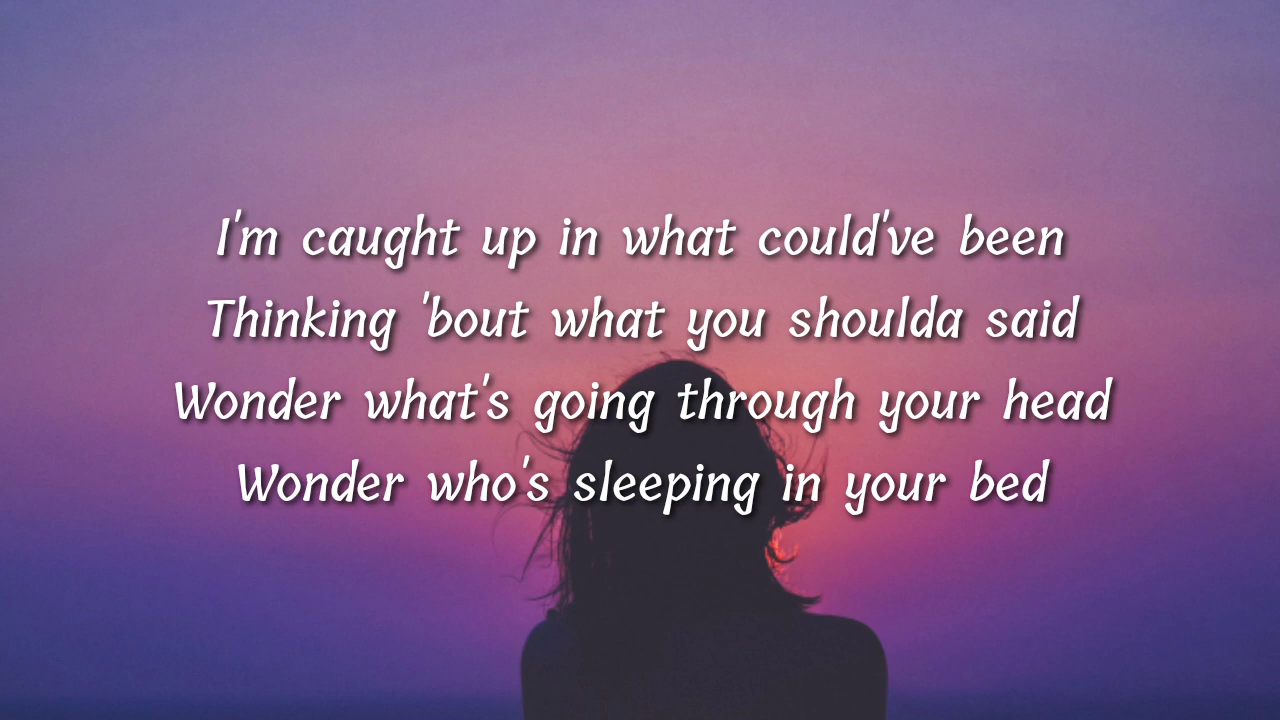 I'm caught up in what could've been
Thinking 'bout what you shoulda said
Wonder what's going through your head
Wonder who's sleeping in your bed